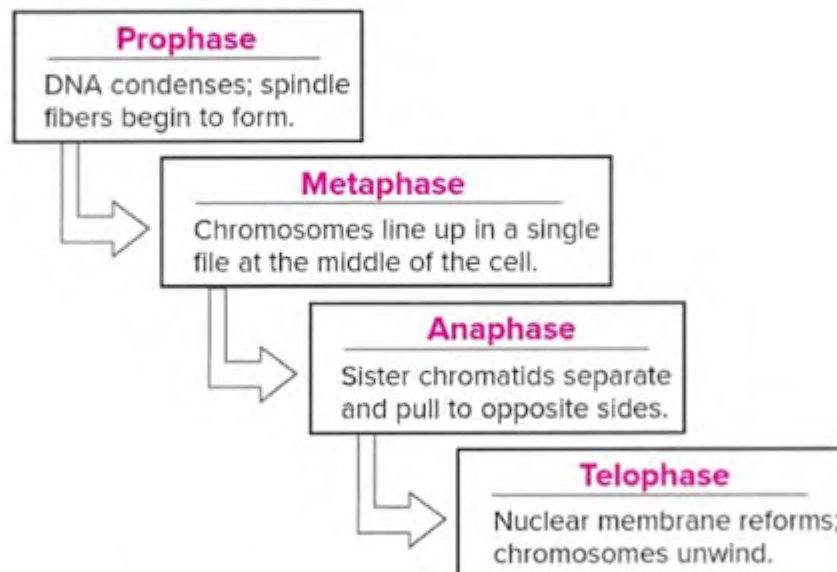 Prophase
DNA condenses; spindle
fibers begin to form.
Metaphase
Chromosomes line up in a single
file at the middle of the cell.
Anaphase
Sister chromatids separate
and pull to opposite sides.
Telophase
Nuclear membrane reforms;
chromosomes unwind.